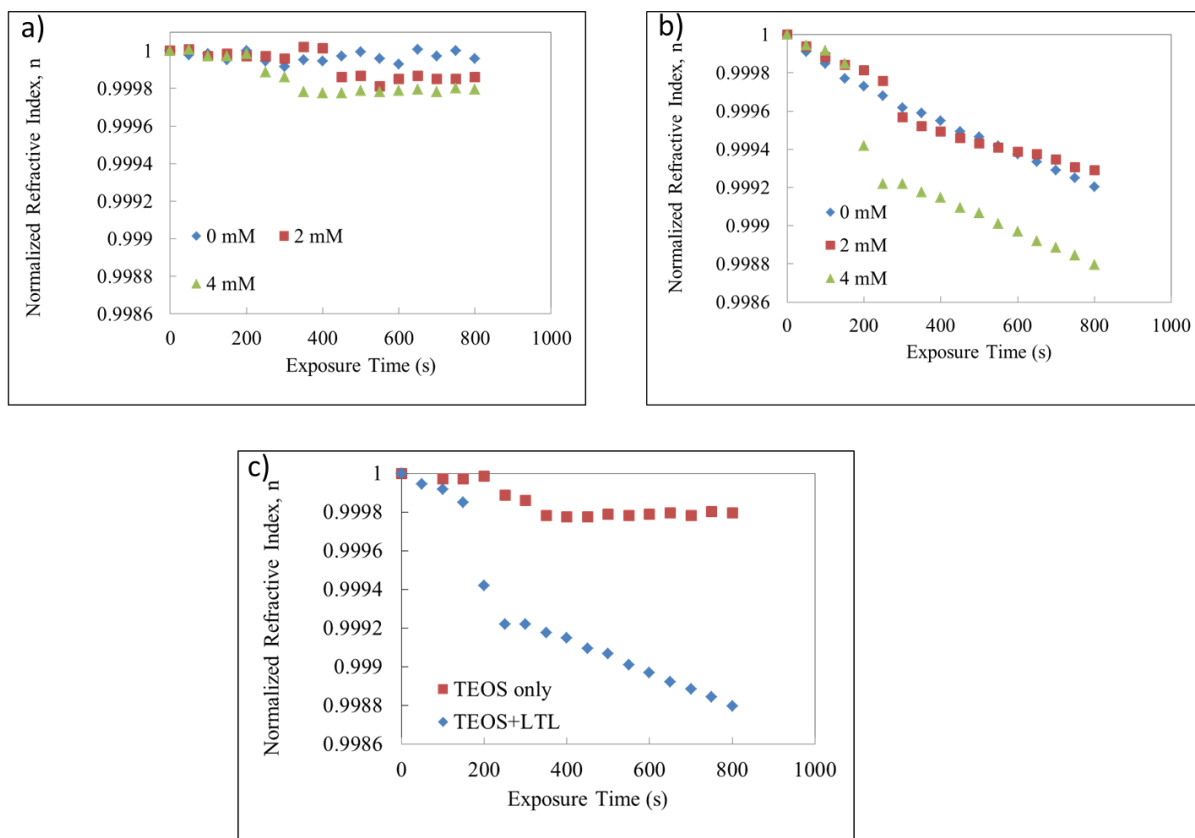 a)
Normalized Refractive Index, n
1
0.9998
0.9996
0.9994
0.9992
0.999
0.9988
0.9986
0 mM
2 mM
4 mM
0
200
400
600
800
1000
Exposure Time (s)
b)
Normalized Refractive Index, n
1
0.9998
0.9996
0.9994
0.9992
0.999
0.9988
0.9986
0 mM
2 mM
4 mM
0
200
400
600
800
1000
Exposure Time (s)
c)
Normalized Refractive Index, n
1
0.9998
0.9996
0.9994
0.9992
0.999
0.9988
0.9986
TEOS only
TEOS+LTL
0
200
400
600
800
1000
Exposure Time (s)